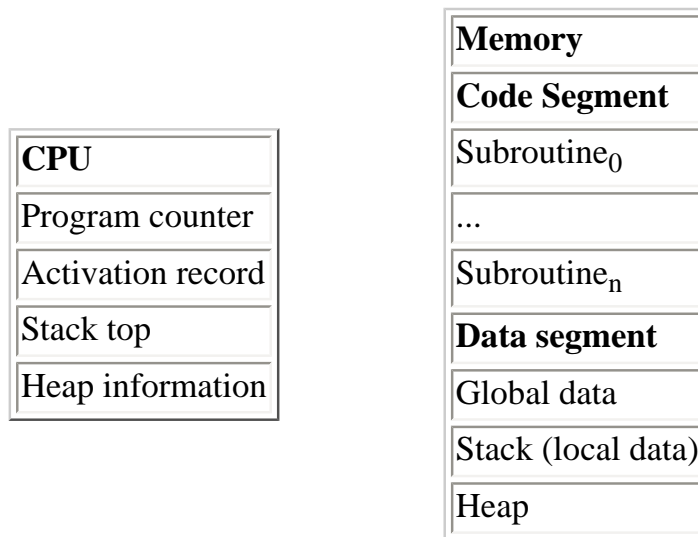 CPU
Program counter
Activation record
Stack top
Heap information
Memory
Code Segment
Subroutine0
...
Subroutinen
Data segment
Global data
Stack (local data)
Heap